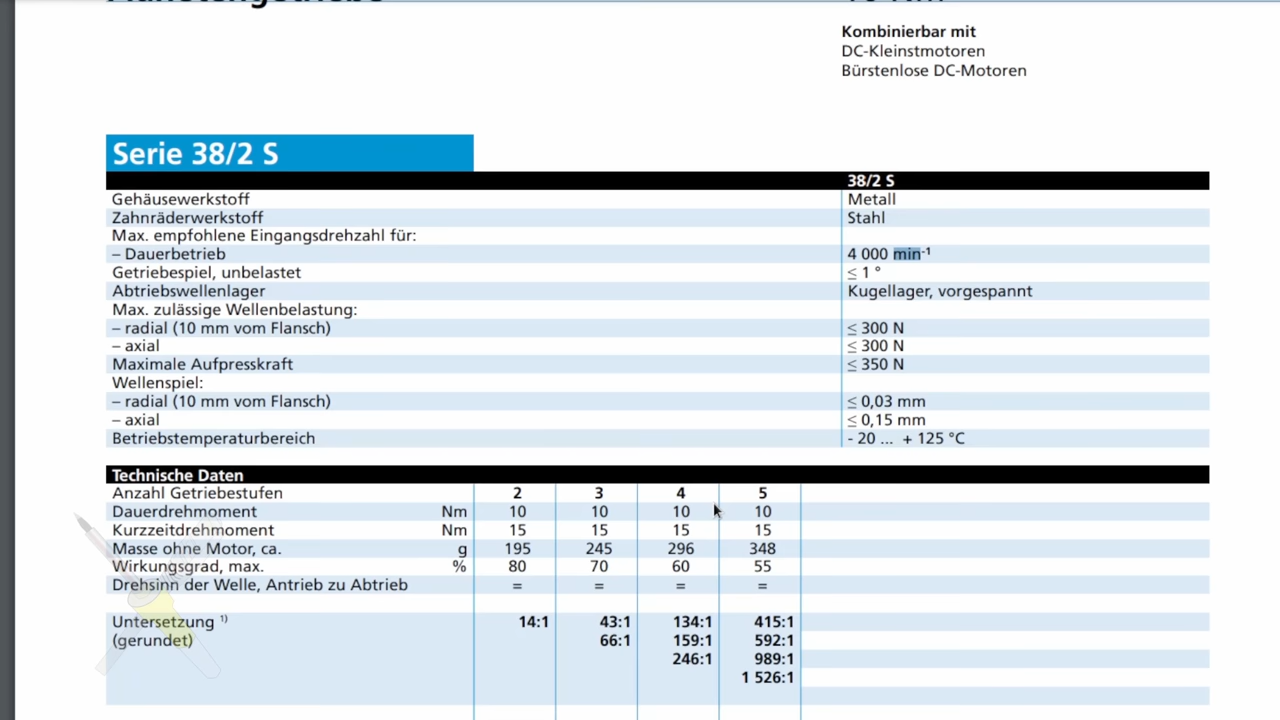 Planetengetriebe 10 Nm
Kombinierbar mit
DC-Kleinstmotoren
Bürstenlose DC-Motoren
Serie 38/2 S
38/2 S
Gehäusewerkstoff Metall
Zahnräderwerkstoff Stahl
Max. empfohlene Eingangsdrehzahl für:
– Dauerbetrieb 4 000 min⁻¹
Getriebespiel, unbelastet ≤ 1 °
Abtriebswellenlager Kugellager, vorgespannt
Max. zulässige Wellenbelastung:
– radial (10 mm vom Flansch) ≤ 300 N
– axial ≤ 300 N
Maximale Aufpresskraft ≤ 350 N
Wellenspiel:
– radial (10 mm vom Flansch) ≤ 0,03 mm
– axial ≤ 0,15 mm
Betriebstemperaturbereich - 20 ... + 125 °C
Technische Daten
Anzahl Getriebestufen 2 3 4 5
Dauerdrehmoment Nm 10 10 10 10
Kurzzeitdrehmoment Nm 15 15 15 15
Masse ohne Motor, ca. g 195 245 296 348
Wirkungsgrad, max. % 80 70 60 55
Drehsinn der Welle, Antrieb zu Abtrieb = = = =
Untersetzung ¹⁾ 14:1 43:1 134:1 415:1
(gerundet) 66:1 159:1 592:1
246:1 989:1
1 526:1